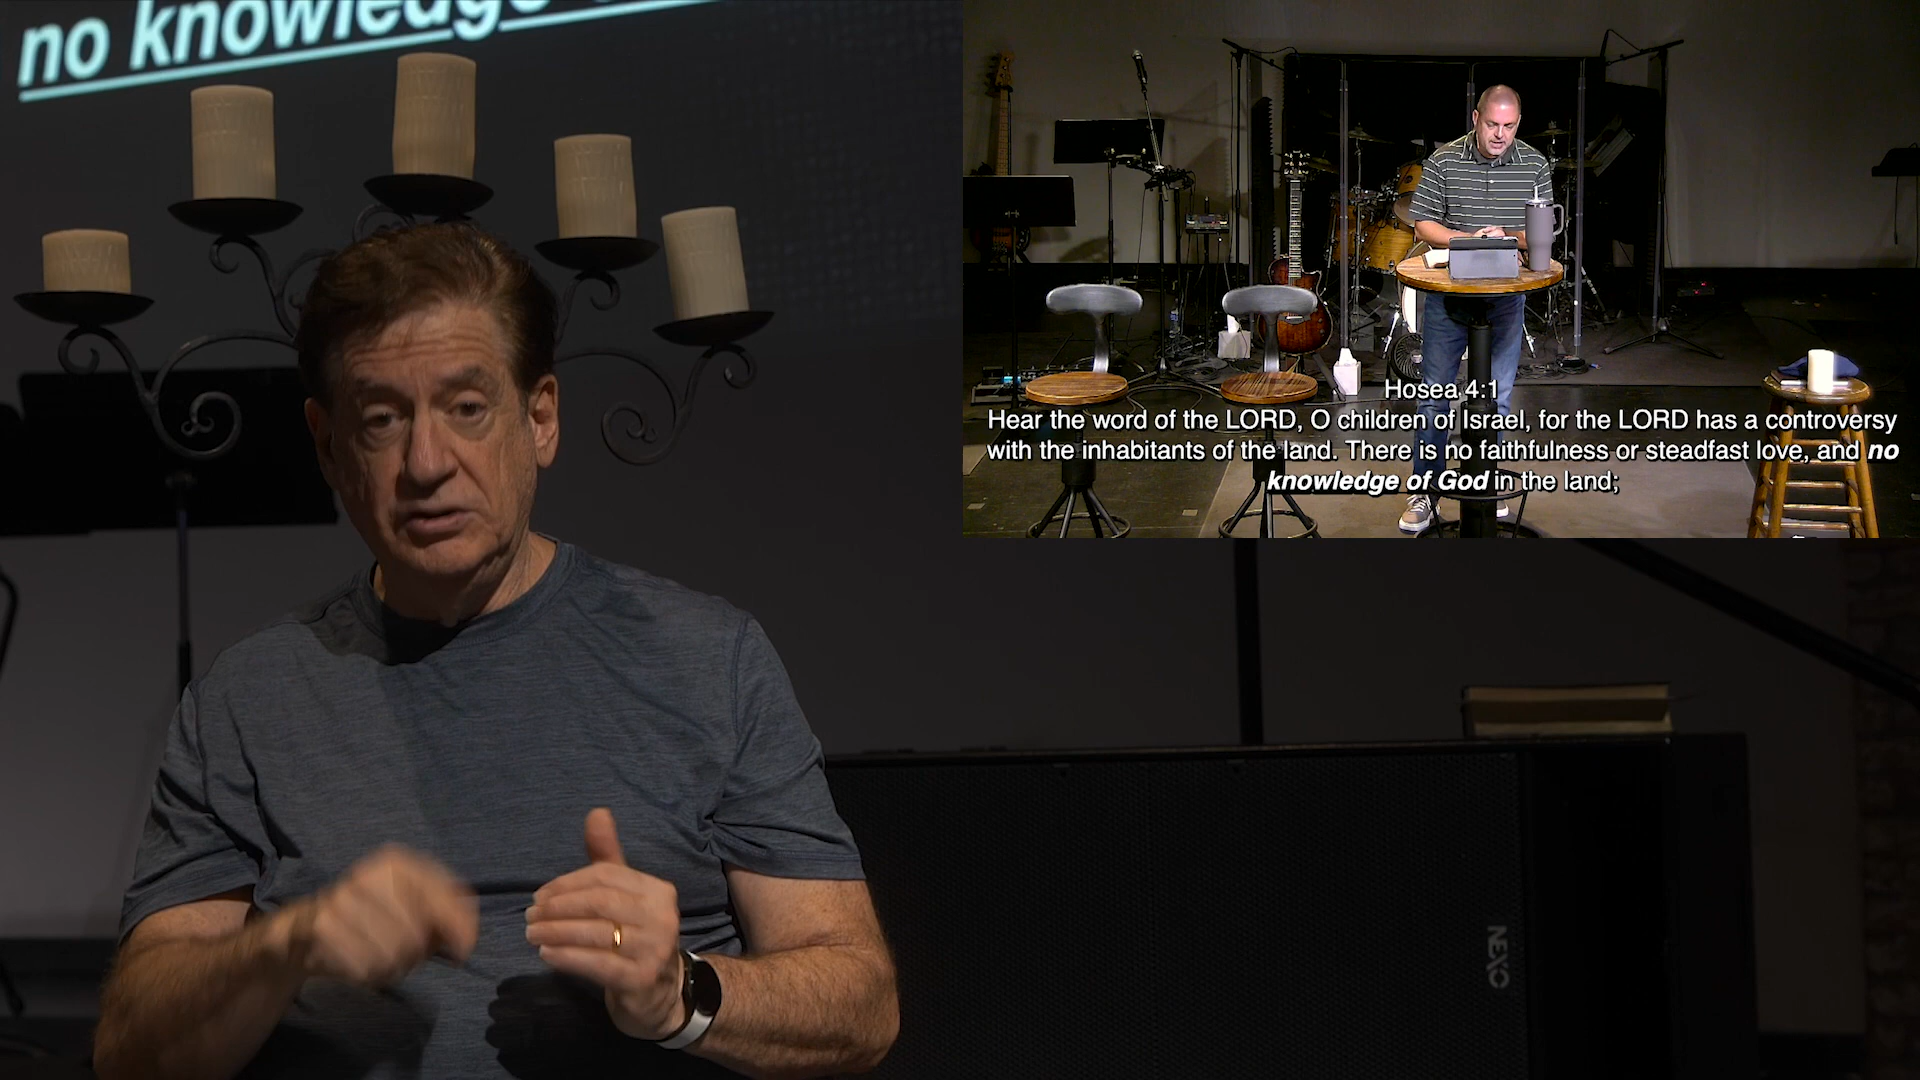 no knowledge
Hosea 4:1
Hear the word of the LORD, O children of Israel, for the LORD has a controversy
with the inhabitants of the land. There is no faithfulness or steadfast love, and no
knowledge of God in the land;
NEXO